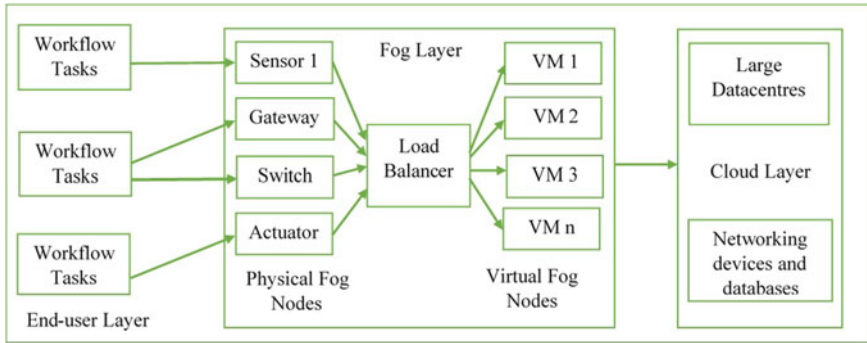 Workflow
Tasks
Workflow
Tasks
Workflow
Tasks
End-user Layer
Fog Layer
Sensor 1
Gateway
Switch
Actuator
Physical Fog
Nodes
Load
Balancer
VM 1
VM 2
VM 3
VM n
Virtual Fog
Nodes
Large
Datacentres
Cloud Layer
Networking
devices and
databases